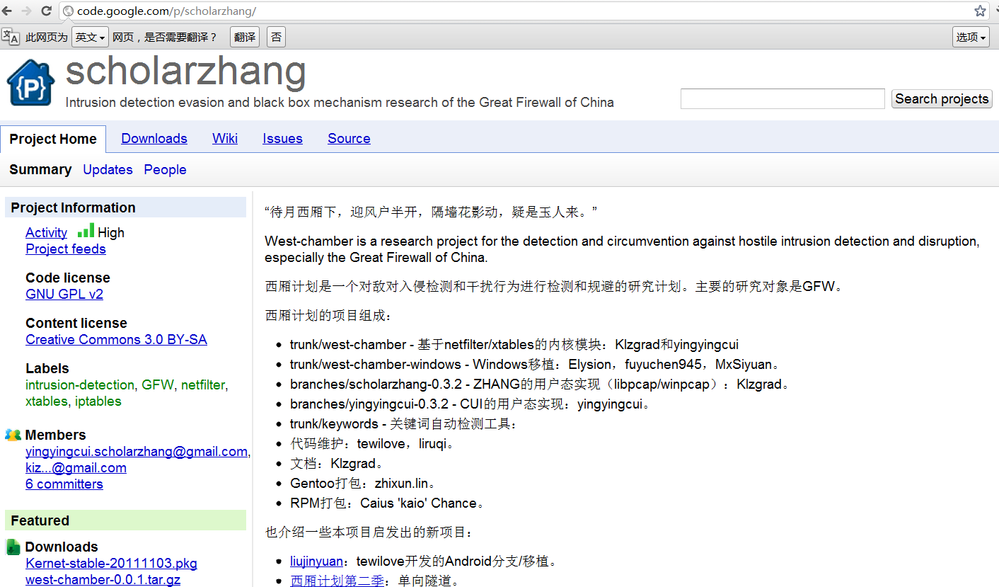 code.google.com/p/scholarzhang/
此网页为 英文 网页，是否需要翻译？ 翻译 否 选项
scholarzhang
Intrusion detection evasion and black box mechanism research of the Great Firewall of China
Search projects
Project Home Downloads Wiki Issues Source
Summary Updates People
Project Information
Activity High
Project feeds
Code license
GNU GPL v2
Content license
Creative Commons 3.0 BY-SA
Labels
intrusion-detection, GFW, netfilter,
xtables, iptables
Members
yingyingcui.scholarzhang@gmail.com,
kiz...@gmail.com
6 committers
Featured
Downloads
Kernet-stable-20111103.pkg
west-chamber-0.0.1.tar.gz
“待月西厢下，迎风户半开，隔墙花影动，疑是玉人来。”
West-chamber is a research project for the detection and circumvention against hostile intrusion detection and disruption,
especially the Great Firewall of China.
西厢计划是一个对敌对入侵检测和干扰行为进行检测和规避的研究计划。主要的研究对象是GFW。
西厢计划的项目组成：
trunk/west-chamber - 基于netfilter/xtables的内核模块：Klzgrad和yingyingcui
trunk/west-chamber-windows - Windows移植：Elysion，fuyuchen945，MxSiyuan。
branches/scholarzhang-0.3.2 - ZHANG的用户态实现（libpcap/winpcap）：Klzgrad。
branches/yingyingcui-0.3.2 - CUI的用户态实现：yingyingcui。
trunk/keywords - 关键词自动检测工具：
代码维护：tewilove，liruqi。
文档：Klzgrad。
Gentoo打包：zhixun.lin。
RPM打包：Caius 'kaio' Chance。
也介绍一些本项目启发出的新项目：
liujinyuan：tewilove开发的Android分支/移植。
西厢计划第二季：单向隧道。